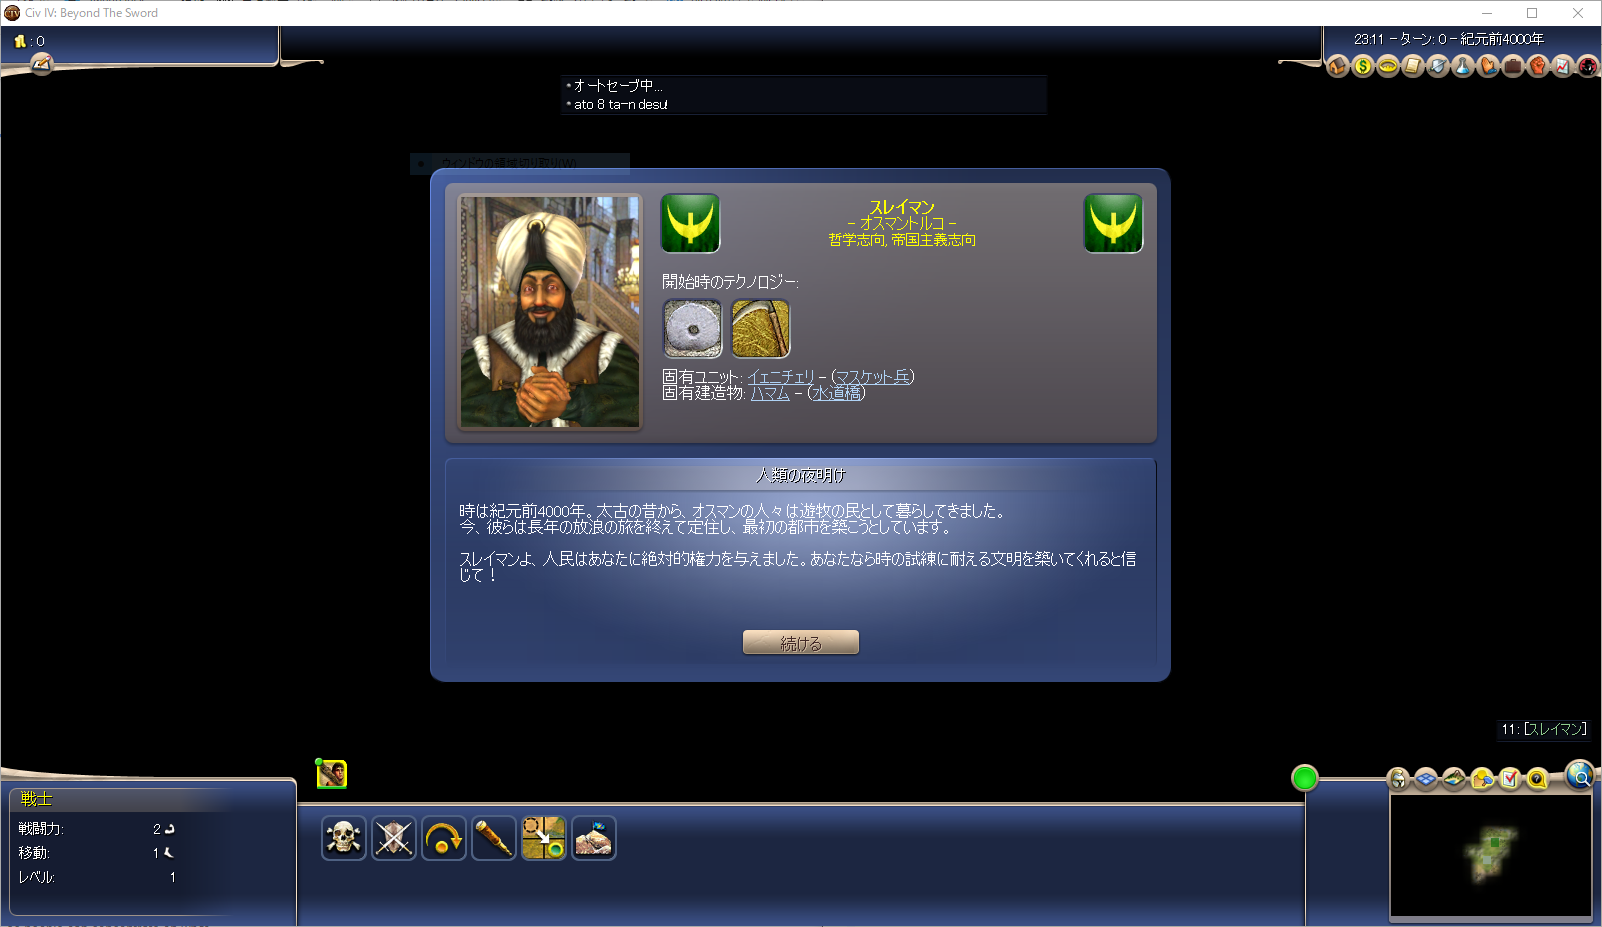 Civ IV: Beyond The Sword
: 0
23:11 - ターン: 0 - 紀元前4000年
・オートセーブ中...
・ato 8 ta-n desu!
ウィンドウの領域切り取り(W)
スレイマン
- オスマントルコ -
哲学志向, 帝国主義志向
開始時のテクノロジー:
固有ユニット: イェニチェリ - (マスケット兵)
固有建造物: ハマム - (水道橋)
人類の夜明け
時は紀元前4000年。太古の昔から、オスマンの人々は遊牧の民として暮らしてきました。
今、彼らは長年の放浪の旅を終えて定住し、最初の都市を築こうとしています。
スレイマンよ、人民はあなたに絶対的権力を与えました。あなたなら時の試練に耐える文明を築いてくれると信
じて！
続ける
11: [スレイマン]
戦士
戦闘力: 2
移動: 1
レベル: 1